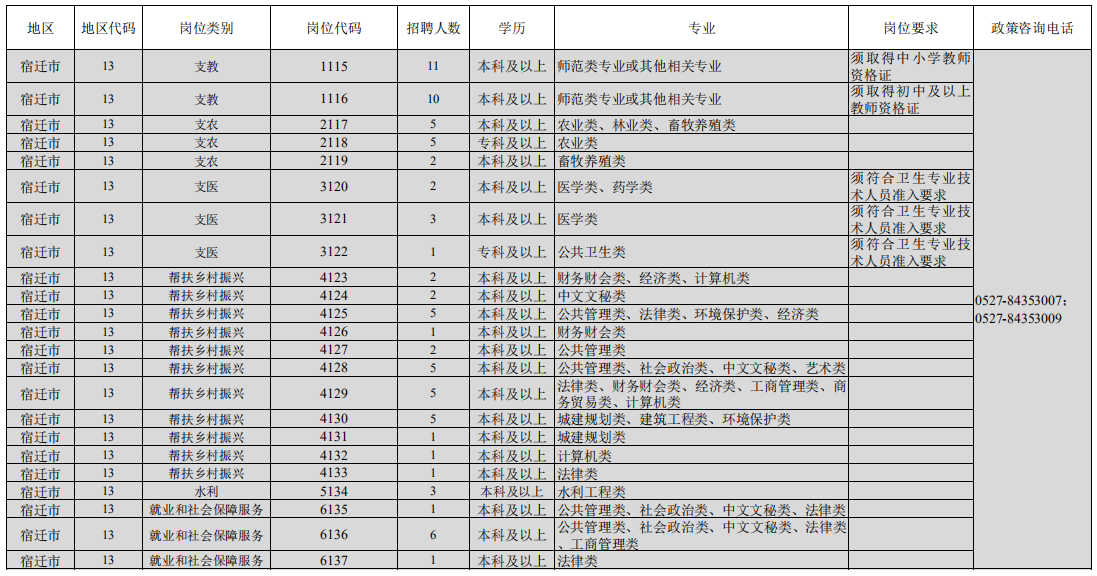 地区 地区代码 岗位类别 岗位代码 招聘人数 学历 专业 岗位要求 政策咨询电话
宿迁市 13 支教 1115 11 本科及以上 师范类专业或其他相关专业 须取得中小学教师
资格证
宿迁市 13 支教 1116 10 本科及以上 师范类专业或其他相关专业 须取得初中及以上
教师资格证
宿迁市 13 支农 2117 5 本科及以上 农业类、林业类、畜牧养殖类
宿迁市 13 支农 2118 5 专科及以上 农业类
宿迁市 13 支农 2119 2 本科及以上 畜牧养殖类
宿迁市 13 支医 3120 2 本科及以上 医学类、药学类 须符合卫生专业技
术人员准入要求
宿迁市 13 支医 3121 3 本科及以上 医学类 须符合卫生专业技
术人员准入要求
宿迁市 13 支医 3122 1 专科及以上 公共卫生类 须符合卫生专业技
术人员准入要求
宿迁市 13 帮扶乡村振兴 4123 2 本科及以上 财务财会类、经济类、计算机类
宿迁市 13 帮扶乡村振兴 4124 2 本科及以上 中文文秘类
0527-84353007；
宿迁市 13 帮扶乡村振兴 4125 5 本科及以上 公共管理类、法律类、环境保护类、经济类
0527-84353009
宿迁市 13 帮扶乡村振兴 4126 1 本科及以上 财务财会类
宿迁市 13 帮扶乡村振兴 4127 2 本科及以上 公共管理类
宿迁市 13 帮扶乡村振兴 4128 5 本科及以上 公共管理类、社会政治类、中文文秘类、艺术类
宿迁市 13 帮扶乡村振兴 4129 5 本科及以上 法律类、财务财会类、经济类、工商管理类、商
务贸易类、计算机类
宿迁市 13 帮扶乡村振兴 4130 5 本科及以上 城建规划类、建筑工程类、环境保护类
宿迁市 13 帮扶乡村振兴 4131 1 本科及以上 城建规划类
宿迁市 13 帮扶乡村振兴 4132 1 本科及以上 计算机类
宿迁市 13 帮扶乡村振兴 4133 1 本科及以上 法律类
宿迁市 13 水利 5134 3 本科及以上 水利工程类
宿迁市 13 就业和社会保障服务 6135 1 本科及以上 公共管理类、社会政治类、中文文秘类、法律类
宿迁市 13 就业和社会保障服务 6136 6 本科及以上 公共管理类、社会政治类、中文文秘类、法律类
、工商管理类
宿迁市 13 就业和社会保障服务 6137 1 本科及以上 法律类